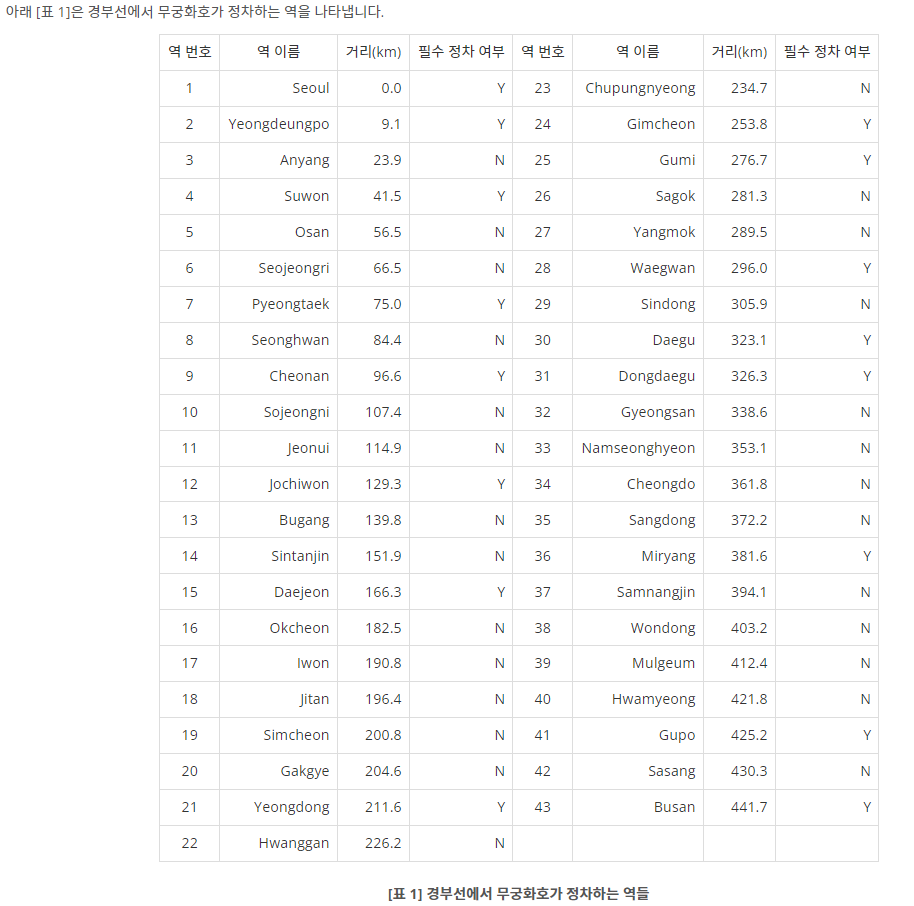 아래 [표 1]은 경부선에서 무궁화호가 정차하는 역을 나타냅니다.
역 번호 역 이름 거리(km) 필수 정차 여부 역 번호 역 이름 거리(km) 필수 정차 여부
1 Seoul 0.0 Y 23 Chupungnyeong 234.7 N
2 Yeongdeungpo 9.1 Y 24 Gimcheon 253.8 Y
3 Anyang 23.9 N 25 Gumi 276.7 Y
4 Suwon 41.5 Y 26 Sagok 281.3 N
5 Osan 56.5 N 27 Yangmok 289.5 N
6 Seojeongri 66.5 N 28 Waegwan 296.0 Y
7 Pyeongtaek 75.0 Y 29 Sindong 305.9 N
8 Seonghwan 84.4 N 30 Daegu 323.1 Y
9 Cheonan 96.6 Y 31 Dongdaegu 326.3 Y
10 Sojeongni 107.4 N 32 Gyeongsan 338.6 N
11 Jeonui 114.9 N 33 Namseonghyeon 353.1 N
12 Jochiwon 129.3 Y 34 Cheongdo 361.8 N
13 Bugang 139.8 N 35 Sangdong 372.2 N
14 Sintanjin 151.9 N 36 Miryang 381.6 Y
15 Daejeon 166.3 Y 37 Samnangjin 394.1 N
16 Okcheon 182.5 N 38 Wondong 403.2 N
17 Iwon 190.8 N 39 Mulgeum 412.4 N
18 Jitan 196.4 N 40 Hwamyeong 421.8 N
19 Simcheon 200.8 N 41 Gupo 425.2 Y
20 Gakgye 204.6 N 42 Sasang 430.3 N
21 Yeongdong 211.6 Y 43 Busan 441.7 Y
22 Hwanggan 226.2 N
[표 1] 경부선에서 무궁화호가 정차하는 역들